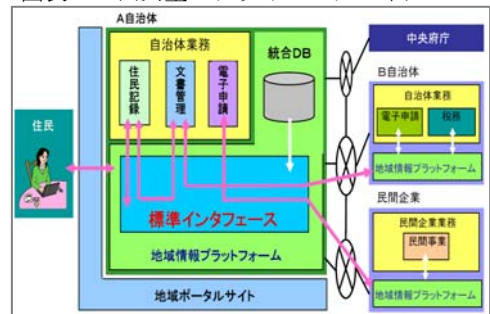 A自治体
自治体業務
住民記録
文書管理
電子申請
統合DB
中央府庁
B自治体
自治体業務
電子申請
税務
地域情報プラットフォーム
住民
標準インタフェース
地域情報プラットフォーム
地域ポータルサイト
民間企業
民間企業業務
民間事業
地域情報プラットフォーム